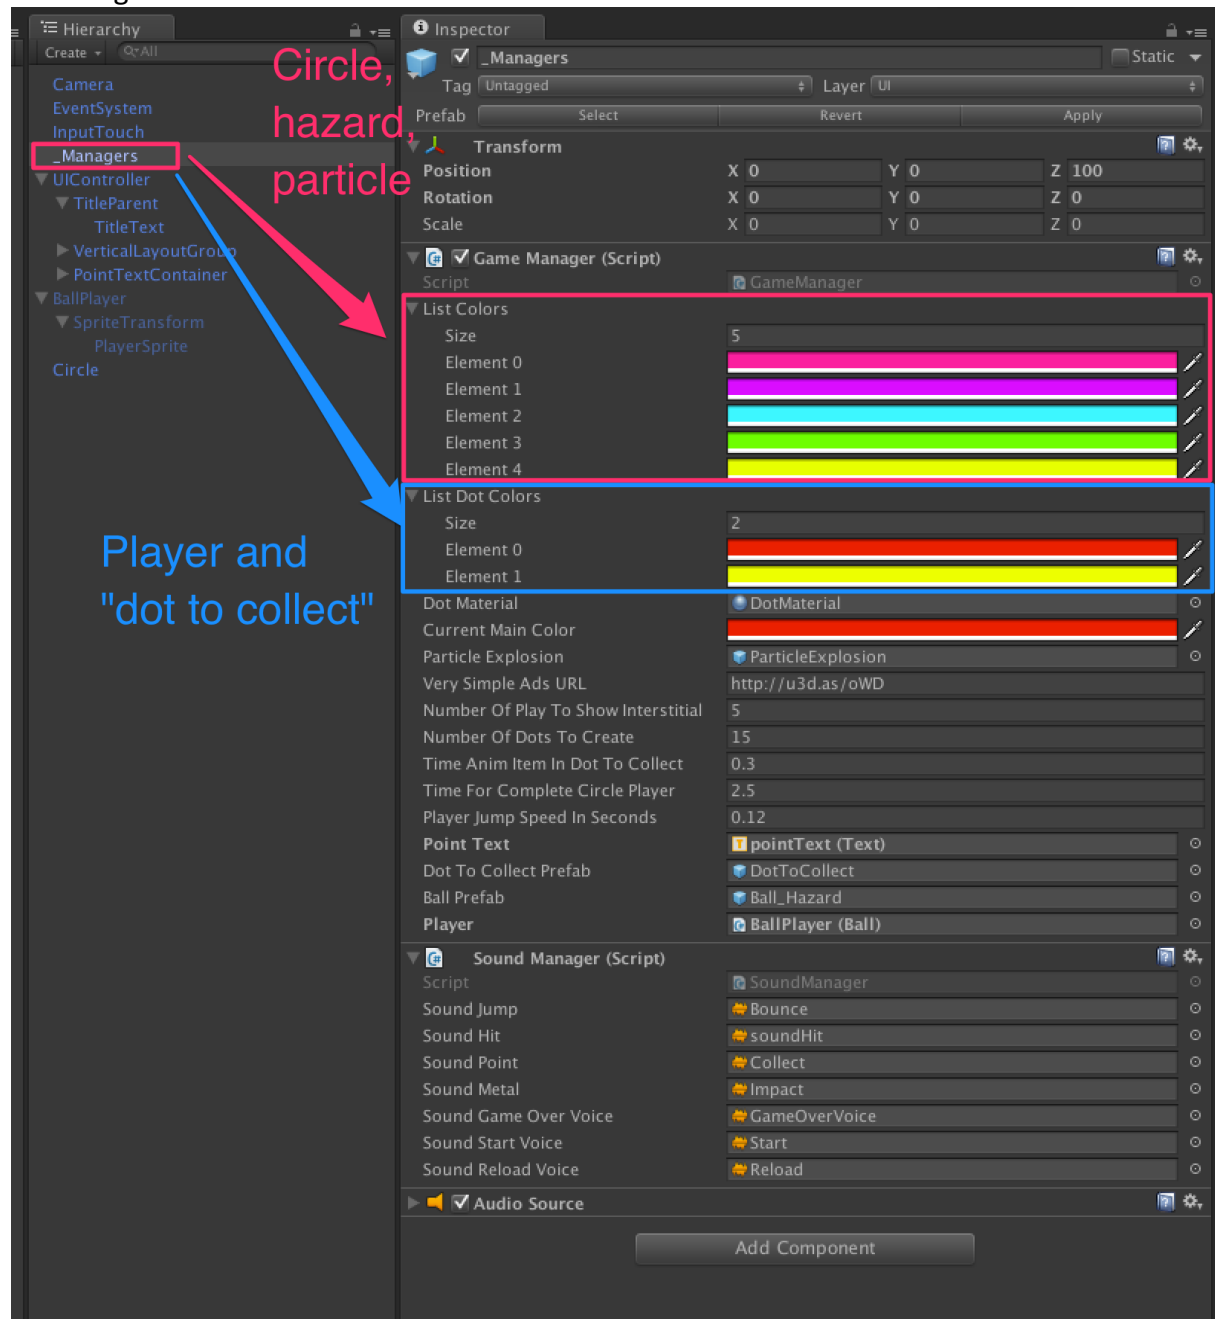 Hierarchy
Create
All
Camera
EventSystem
InputTouch
_Managers
UIController
TitleParent
TitleText
VerticalLayoutGroup
PointTextContainer
BallPlayer
SpriteTransform
PlayerSprite
Circle
Circle,
hazard,
particle
Player and
"dot to collect"
Inspector
_Managers
Static
Tag Untagged Layer UI
Prefab Select Revert Apply
Transform
Position X 0 Y 0 Z 100
Rotation X 0 Y 0 Z 0
Scale X 0 Y 0 Z 0
Game Manager (Script)
Script GameManager
List Colors
Size 5
Element 0
Element 1
Element 2
Element 3
Element 4
List Dot Colors
Size 2
Element 0
Element 1
Dot Material DotMaterial
Current Main Color
Particle Explosion ParticleExplosion
Very Simple Ads URL http://u3d.as/oWD
Number Of Play To Show Interstitial 5
Number Of Dots To Create 15
Time Anim Item In Dot To Collect 0.3
Time For Complete Circle Player 2.5
Player Jump Speed In Seconds 0.12
Point Text pointText (Text)
Dot To Collect Prefab DotToCollect
Ball Prefab Ball_Hazard
Player BallPlayer (Ball)
Sound Manager (Script)
Script SoundManager
Sound Jump Bounce
Sound Hit soundHit
Sound Point Collect
Sound Metal Impact
Sound Game Over Voice GameOverVoice
Sound Start Voice Start
Sound Reload Voice Reload
Audio Source
Add Component